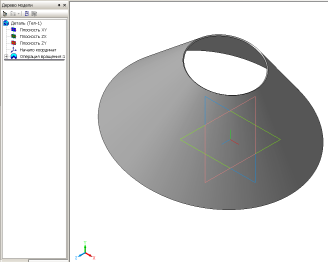 Дерево модели
Деталь (Тел-1)
Плоскость XY
Плоскость ZX
Плоскость ZY
Начало координат
Операция вращения:1